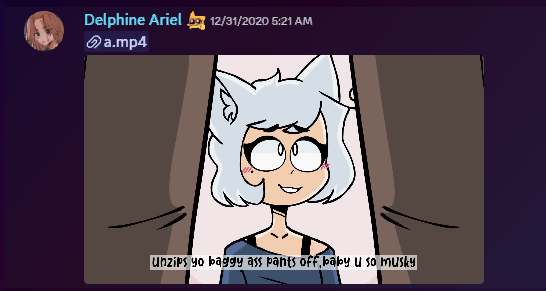 Delphine Ariel 12/31/2020 5:21 AM
a.mp4
unzips yo baggy ass pants off,baby u so musky